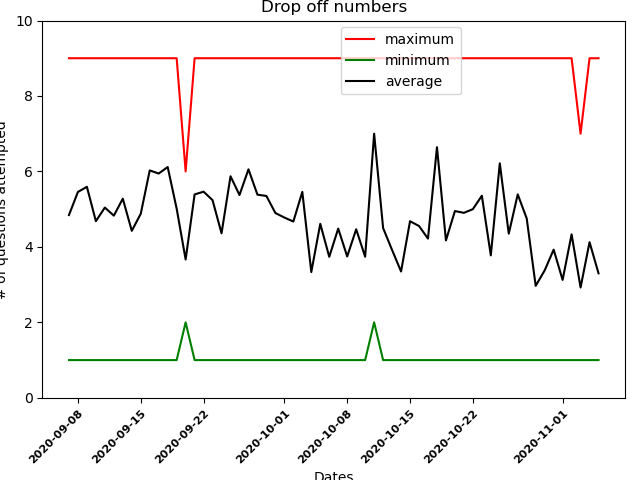 Drop off numbers
maximum
minimum
average
# of questions attempted
10
8
6
4
2
0
2020-09-08
2020-09-15
2020-09-22
2020-10-01
2020-10-08
2020-10-15
2020-10-22
2020-11-01
Dates